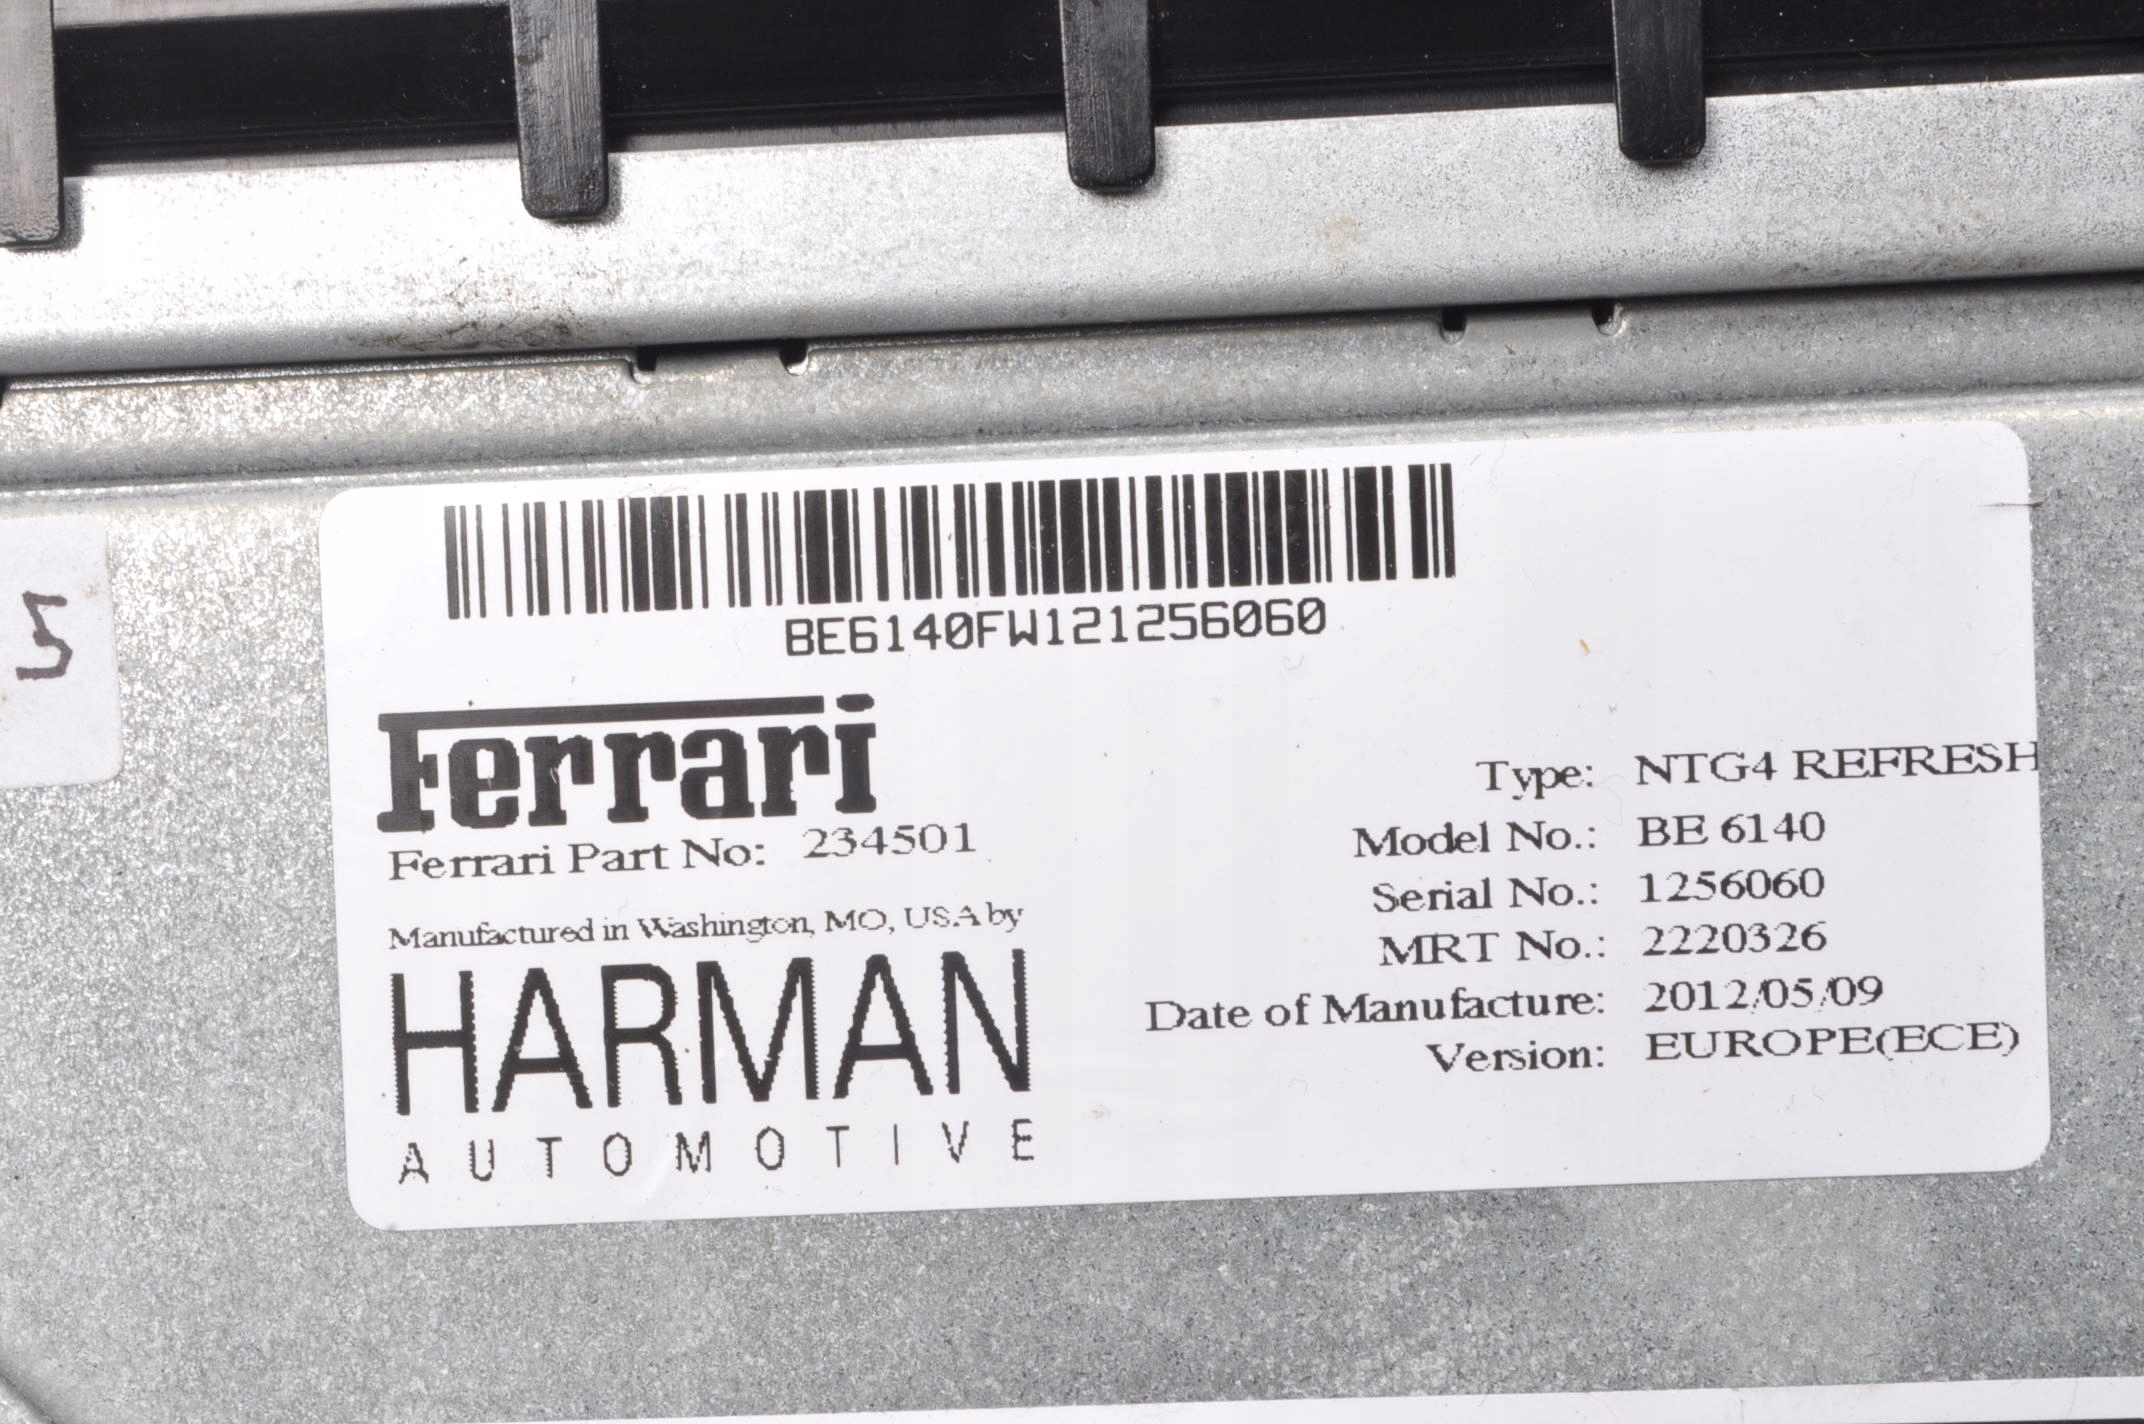 5
BE6140FW121256060
Ferrari
Ferrari Part No: 234501
Manufactured in Washington, MO, USA by
HARMAN
AUTOMOTIVE
Type: NTG4 REFRESH
Model No.: BE 6140
Serial No.: 1256060
MRT No.: 2220326
Date of Manufacture: 2012/05/09
Version: EUROPE(ECE)